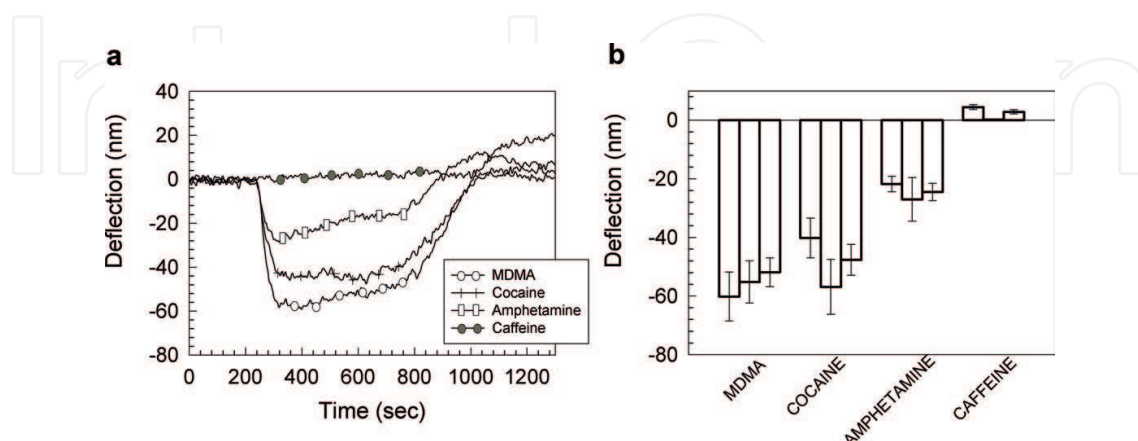 a
b
Deflection (nm)
40
20
0
-20
-40
-60
-80
0 200 400 600 800 1000 1200
Time (sec)
MDMA
Cocaine
Amphetamine
Caffeine
Deflection (nm)
0
-20
-40
-60
-80
MDMA
COCAINE
AMPHETAMINE
CAFFEINE